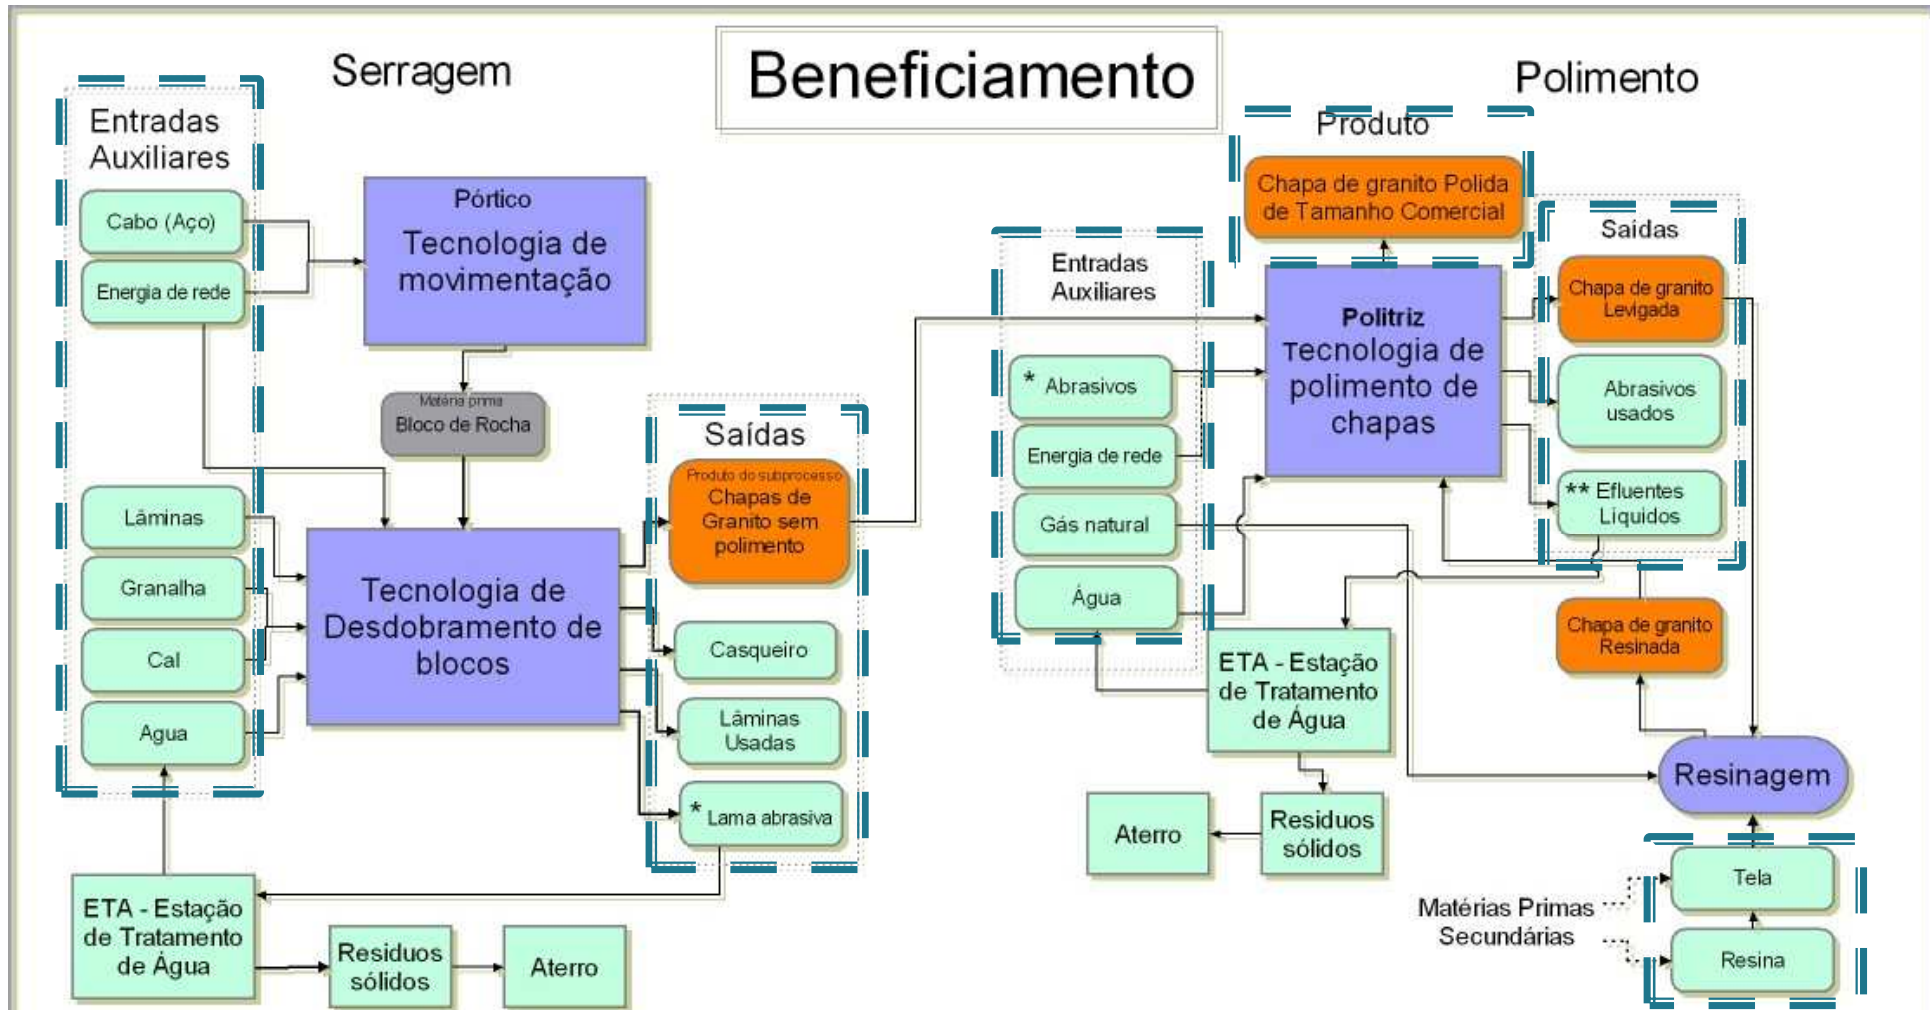 Serragem
Beneficiamento
Polimento
Entradas
Auxiliares
Cabo (Aço)
Energia de rede
Lâminas
Granalha
Cal
Agua
Pórtico
Tecnologia de
movimentação
Matéria prima
Bloco de Rocha
Tecnologia de
Desdobramento de
blocos
Saídas
Produto do subprocesso
Chapas de
Granito sem
polimento
Casqueiro
Lâminas
Usadas
* Lama abrasiva
ETA - Estação
de Tratamento
de Água
Residuos
sólidos
Aterro
Produto
Chapa de granito Polida
de Tamanho Comercial
Entradas
Auxiliares
* Abrasivos
Energia de rede
Gás natural
Água
Politriz
Tecnologia de
polimento de
chapas
Saídas
Chapa de granito
Levigada
Abrasivos
usados
** Efluentes
Líquidos
Chapa de granito
Resinada
ETA - Estação
de Tratamento
de Água
Residuos
sólidos
Aterro
Resinagem
Tela
Matérias Primas
Secundárias
Resina